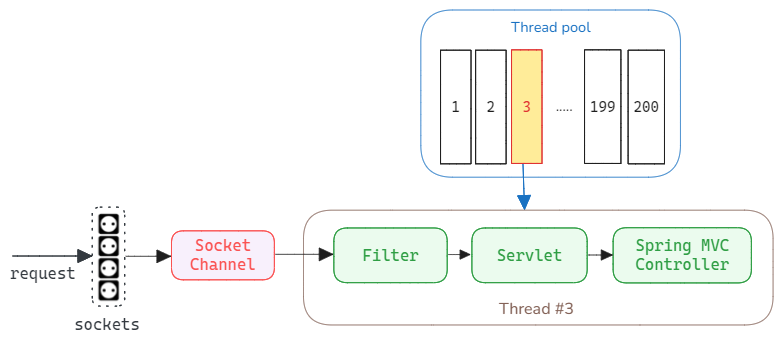 Thread pool
1 2 3 ..... 199 200
request
sockets
Socket
Channel
Filter
Servlet
Spring MVC
Controller
Thread #3